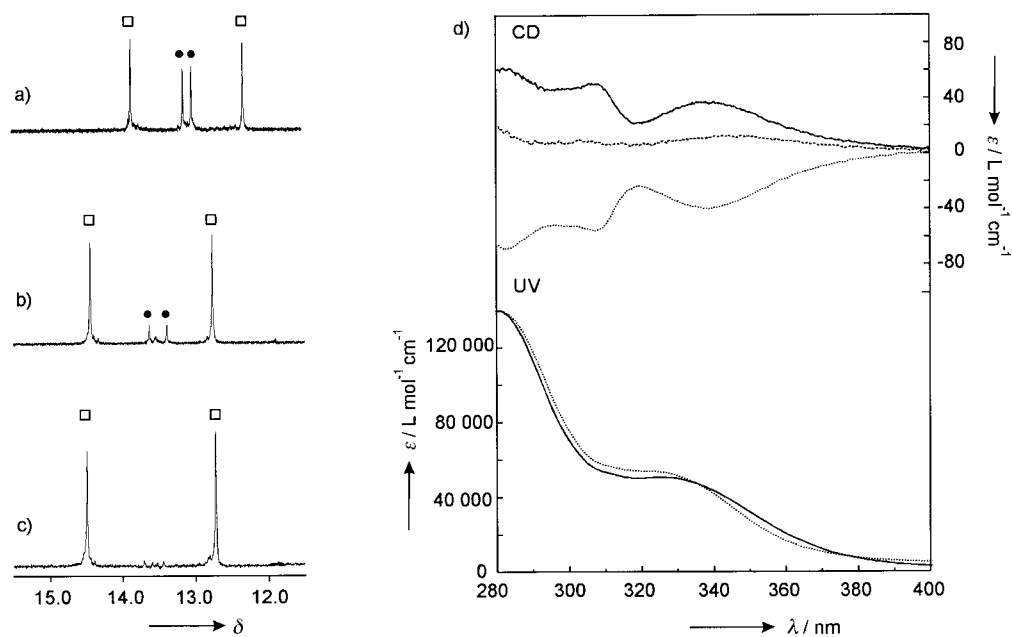 a)
b)
c)
15.0 14.0 13.0 12.0
δ
d)
CD
80
40
0
-40
-80
ε / L mol⁻¹ cm⁻¹
UV
120 000
80 000
40 000
0
ε / L mol⁻¹ cm⁻¹
280 300 320 340 360 380 400
λ / nm